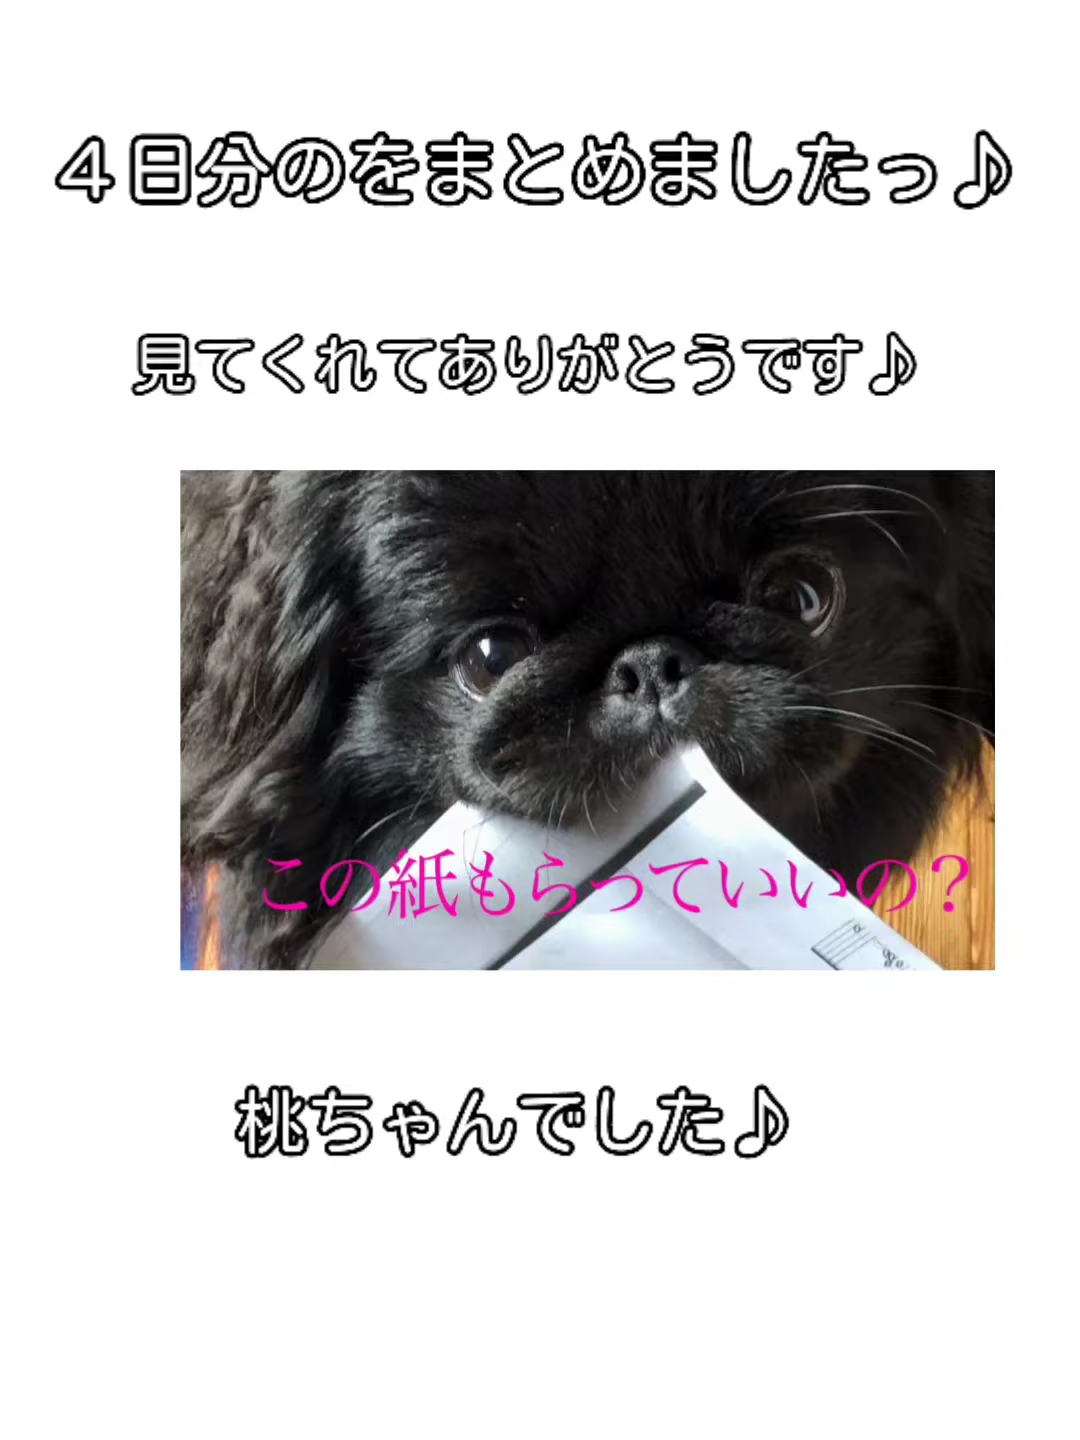 ４日分のをまとめましたっ♪
見てくれてありがとうです♪
この紙もらっていいの？
桃ちゃんでした♪